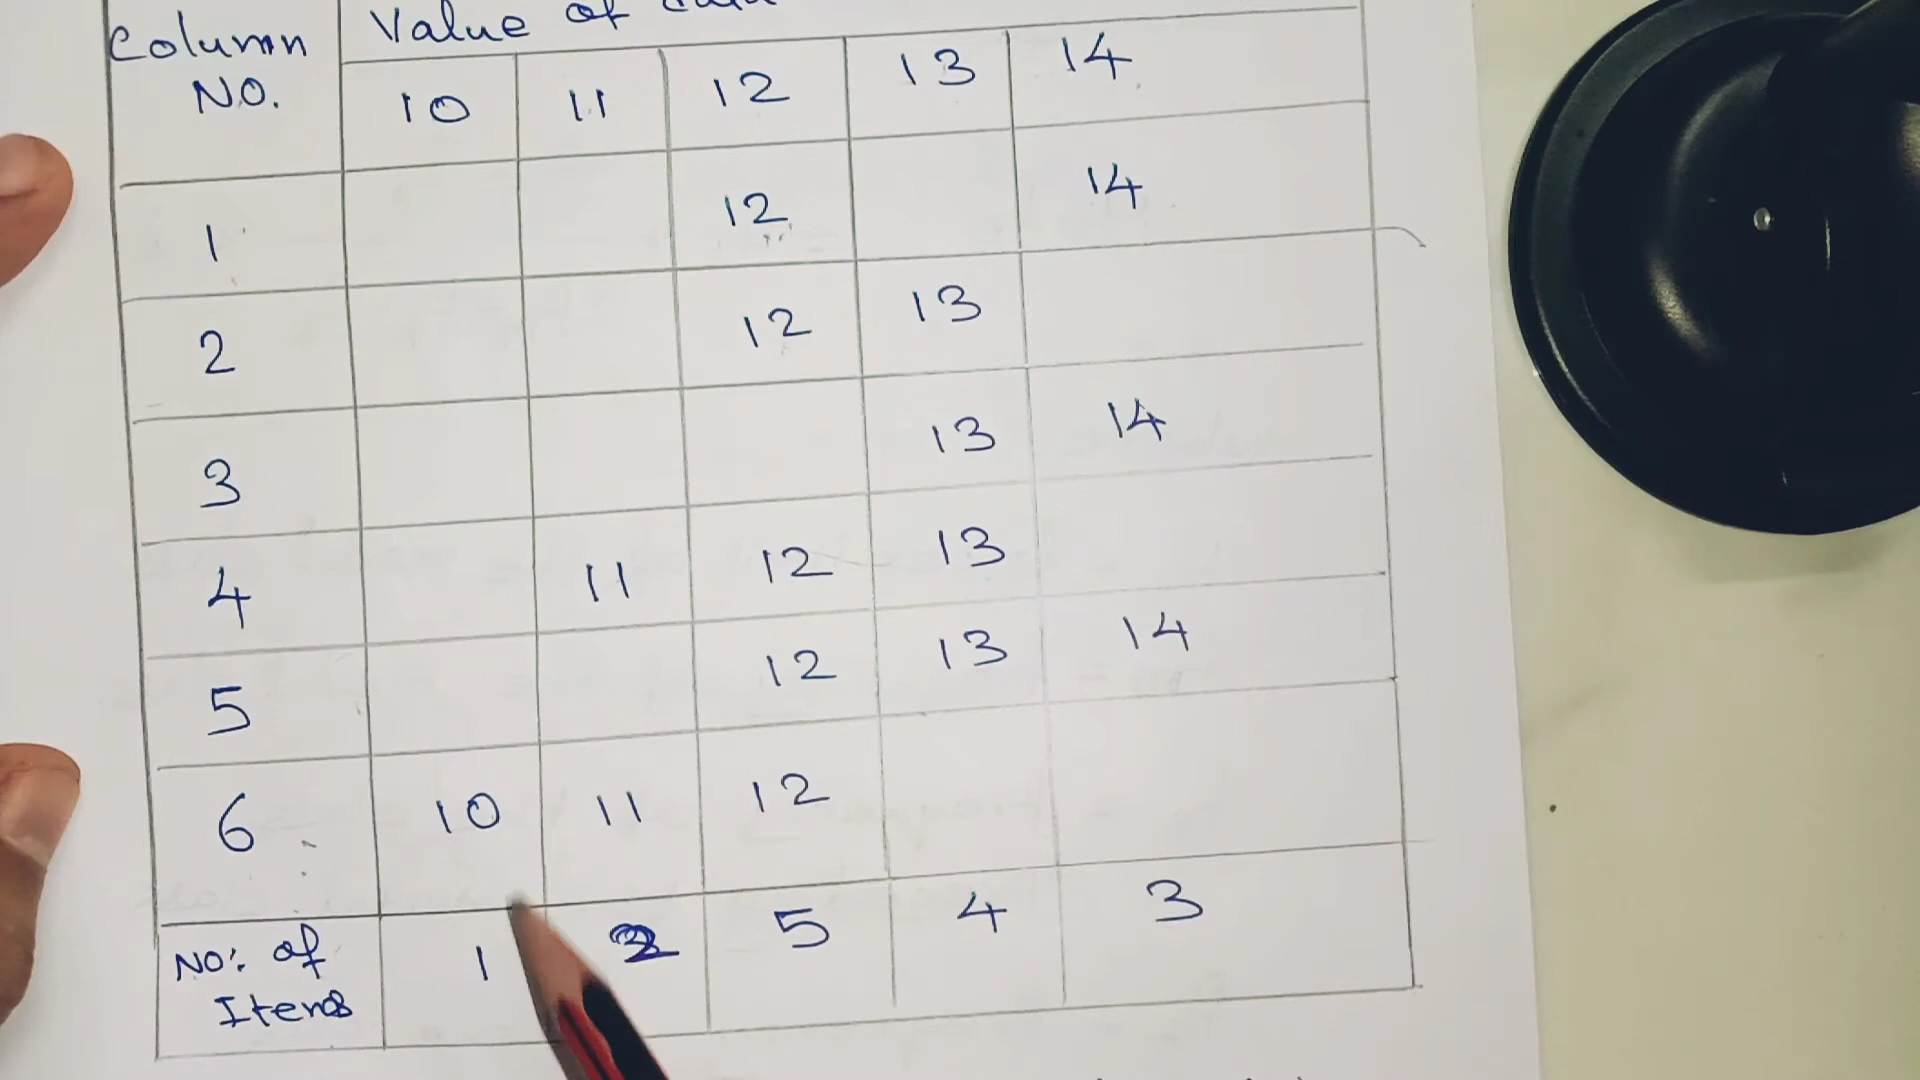 Column Value of
NO. 10 11 12 13 14
1 12 14
2 12 13
3 13 14
4 11 12 13
5 12 13 14
6 10 11 12
NO: of 1 2 5 4 3
Items